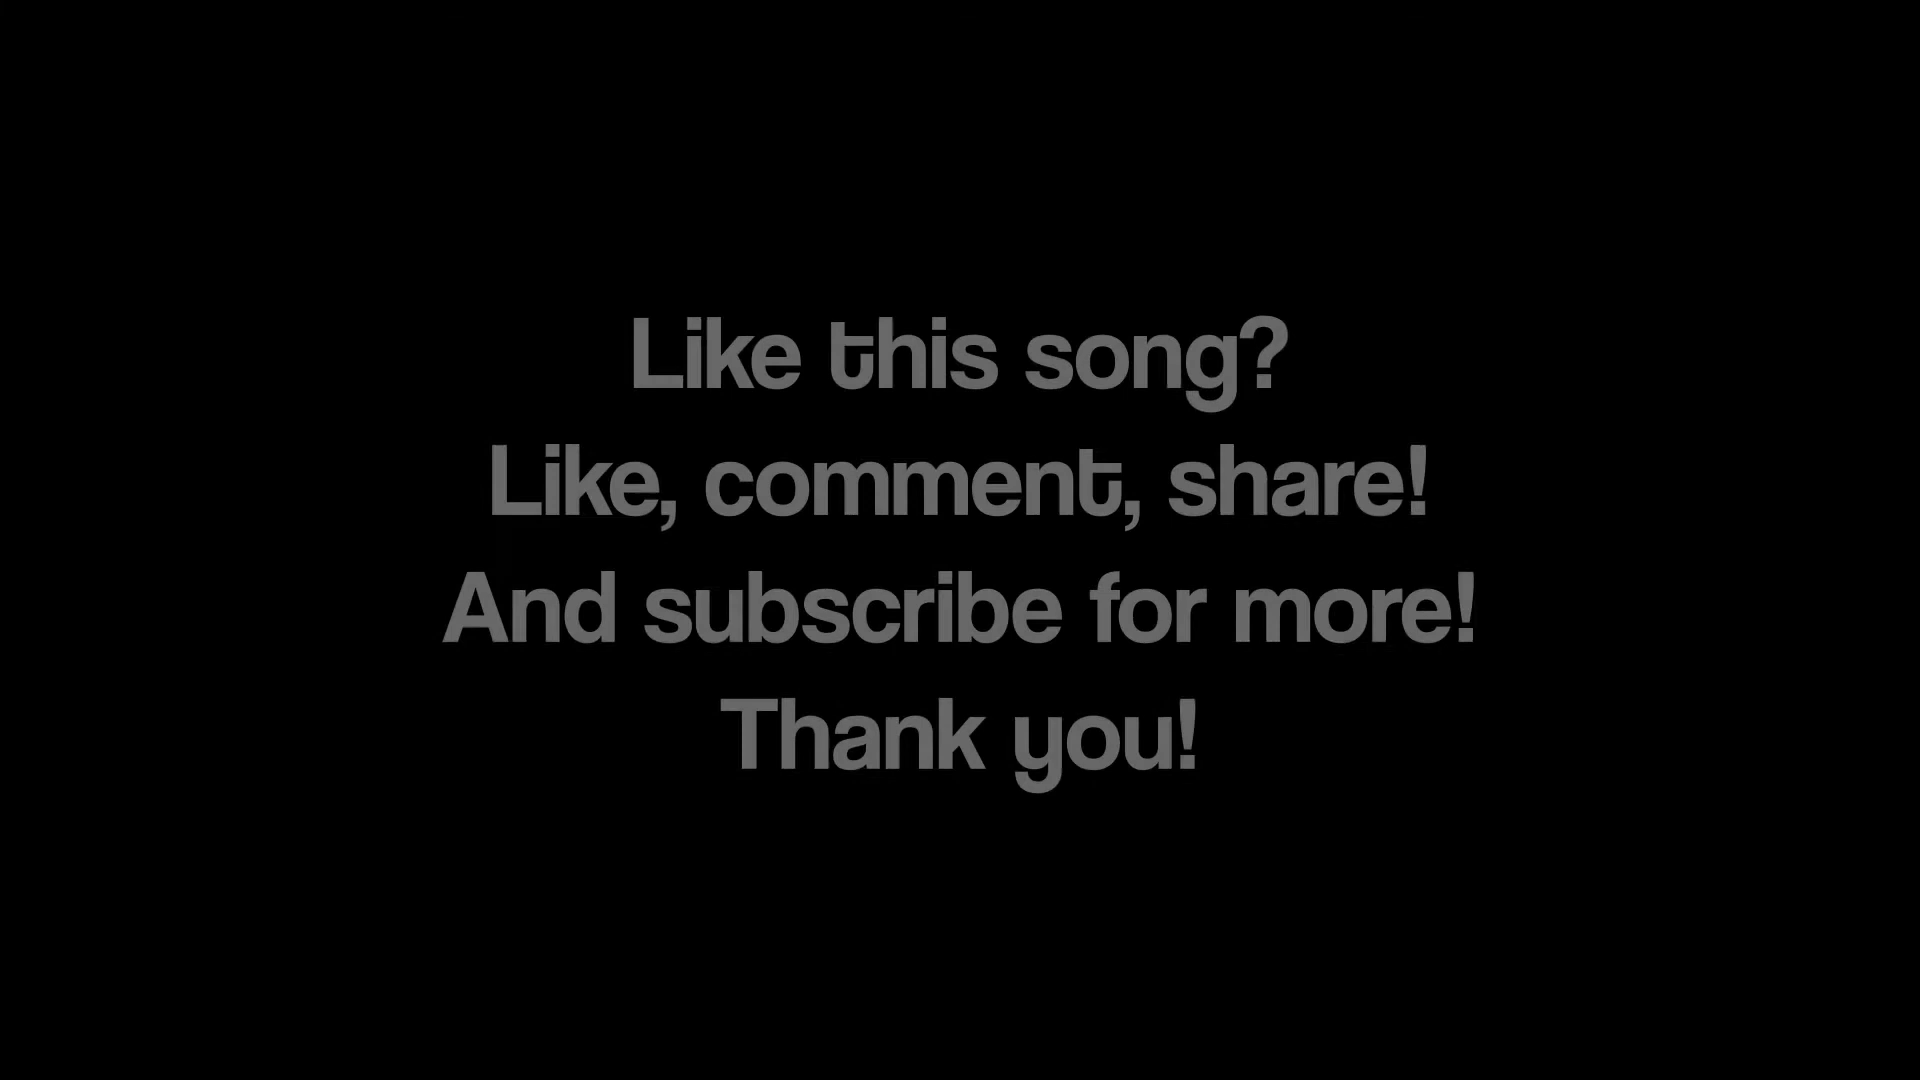 Like this song?
Like, comment, share!
And subscribe for more!
Thank you!